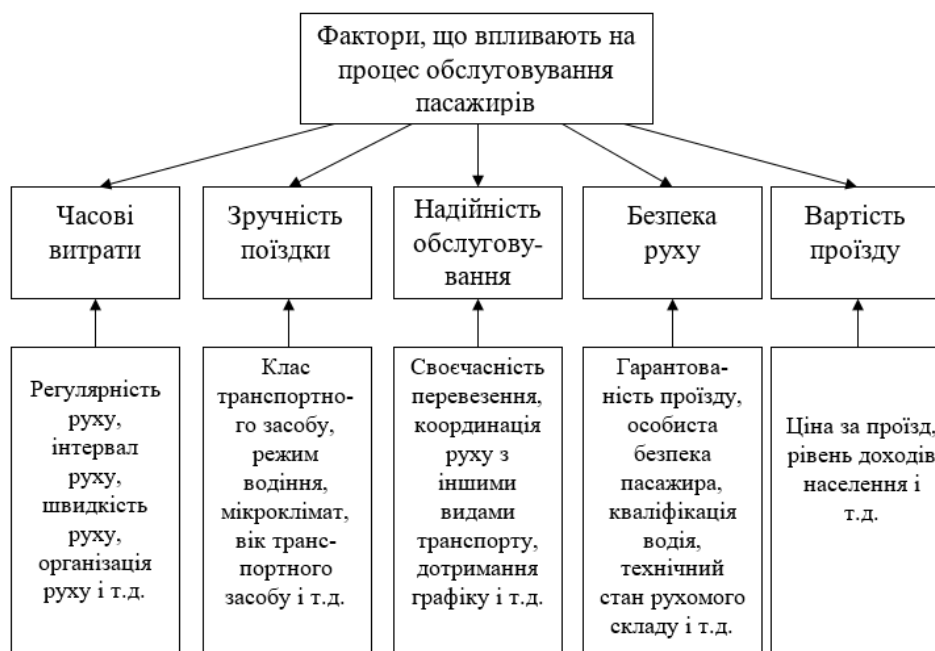 Фактори, що впливають на
процес обслуговування
пасажирів
Часові
витрати
Зручність
поїздки
Надійність
обслугову-
вання
Безпека
руху
Вартість
проїзду
Регулярність
руху,
інтервал
руху,
швидкість
руху,
організація
руху і т.д.
Клас
транспортно-
го засобу,
режим
водіння,
мікроклімат,
вік транс-
портного
засобу і т.д.
Своєчасність
перевезення,
координація
руху з
іншими
видами
транспорту,
дотримання
графіку і т.д.
Гарантова-
ність проїзду,
особиста
безпека
пасажира,
кваліфікація
водія,
технічний
стан рухомого
складу і т.д.
Ціна за проїзд,
рівень доходів
населення і
т.д.